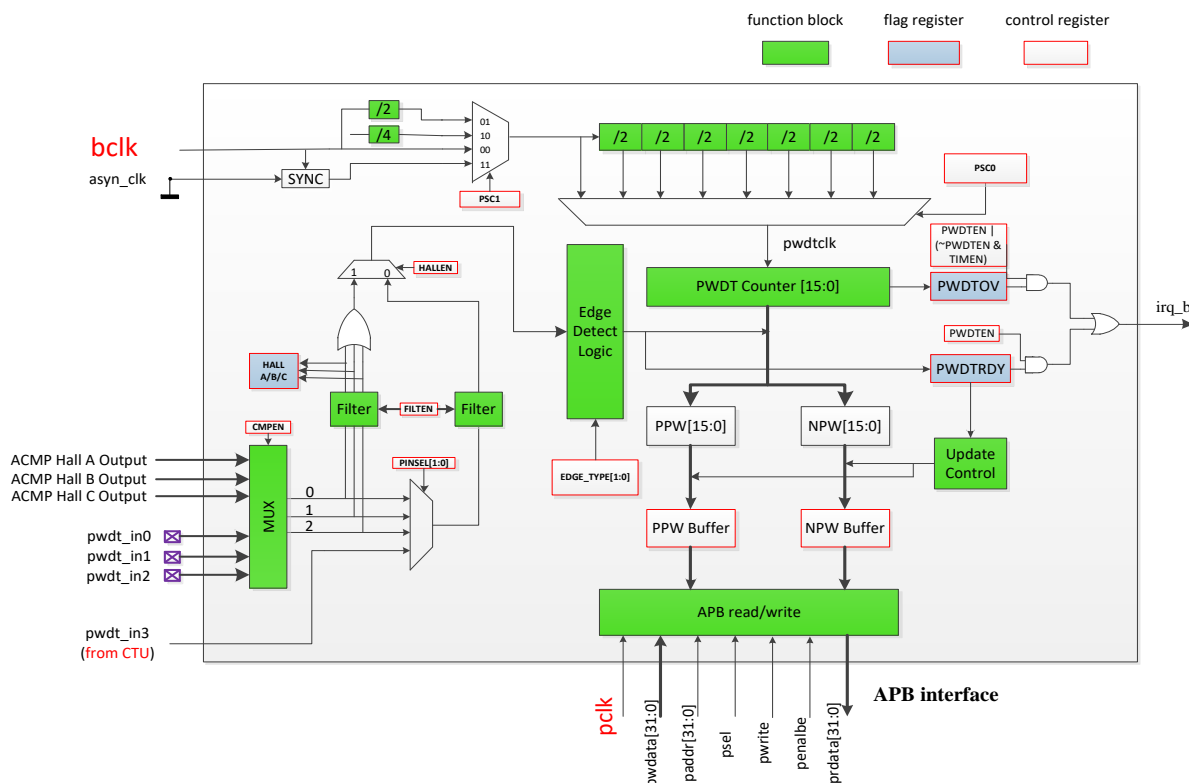 function block
flag register
control register
/2
/4
01
10
00
11
bclk
asyn_clk
SYNC
PSC1
/2 /2 /2 /2 /2 /2 /2
PSC0
pwdtclk
PWDTEN |
(~PWDTEN &
TIMEN)
HALLEN
1 0
PWDT Counter [15:0]
PWDTOV
Edge
Detect
Logic
irq_b
PWDTEN
PWDTRDY
HALL
A/B/C
Filter
FILTEN
Filter
PPW[15:0]
NPW[15:0]
CMPEN
Update
Control
ACMP Hall A Output
ACMP Hall B Output
ACMP Hall C Output
PINSEL[1:0]
EDGE_TYPE[1:0]
MUX
0
1
2
PPW Buffer
NPW Buffer
pwdt_in0
pwdt_in1
pwdt_in2
APB read/write
pwdt_in3
(from CTU)
APB interface
pclk
pwdata[31:0]
paddr[31:0]
psel
pwrite
penalbe
prdata[31:0]